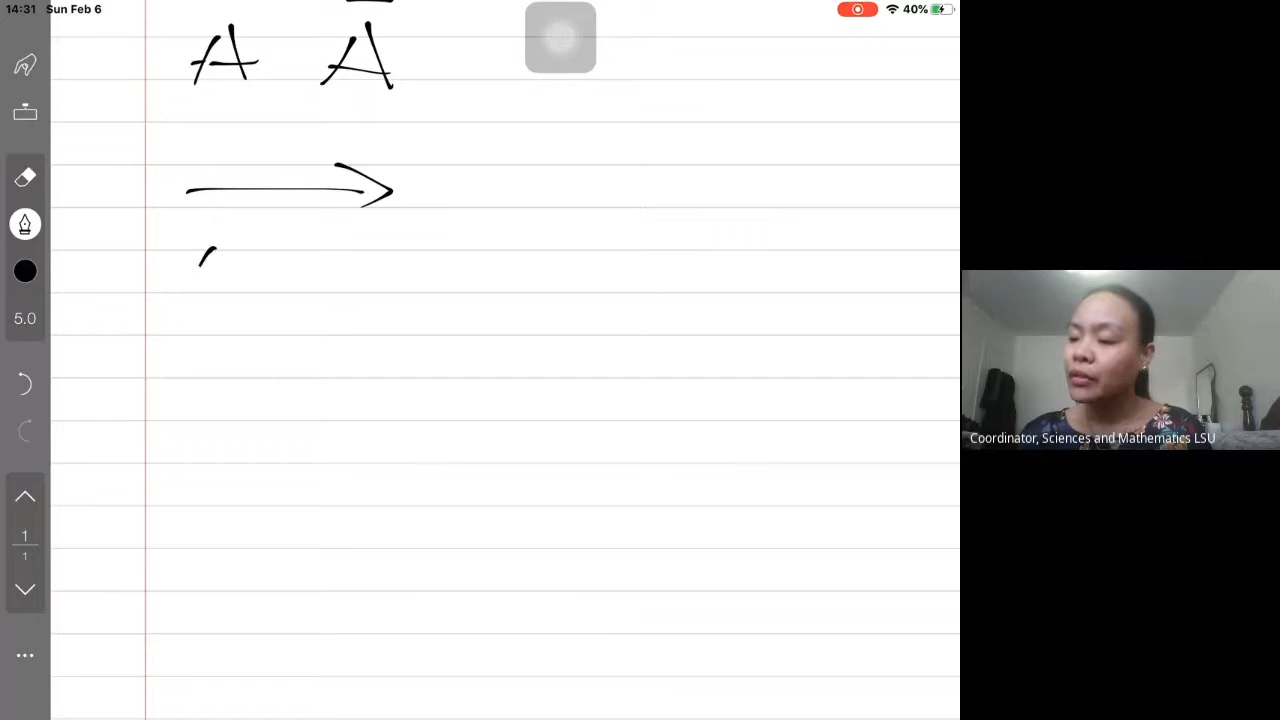 14:31 Sun Feb 6 40%
A A̅
5.0
1
1
Coordinator, Sciences and Mathematics LSU